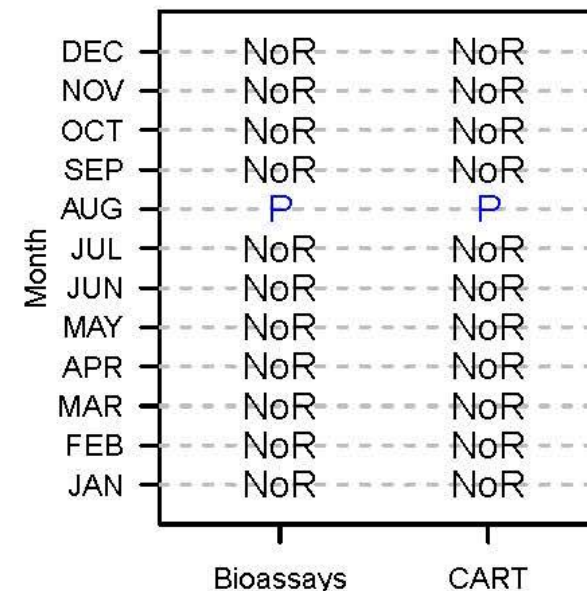 DEC NoR NoR
NOV NoR NoR
OCT NoR NoR
SEP NoR NoR
AUG P P
JUL NoR NoR
JUN NoR NoR
MAY NoR NoR
APR NoR NoR
MAR NoR NoR
FEB NoR NoR
JAN NoR NoR
Month
Bioassays CART